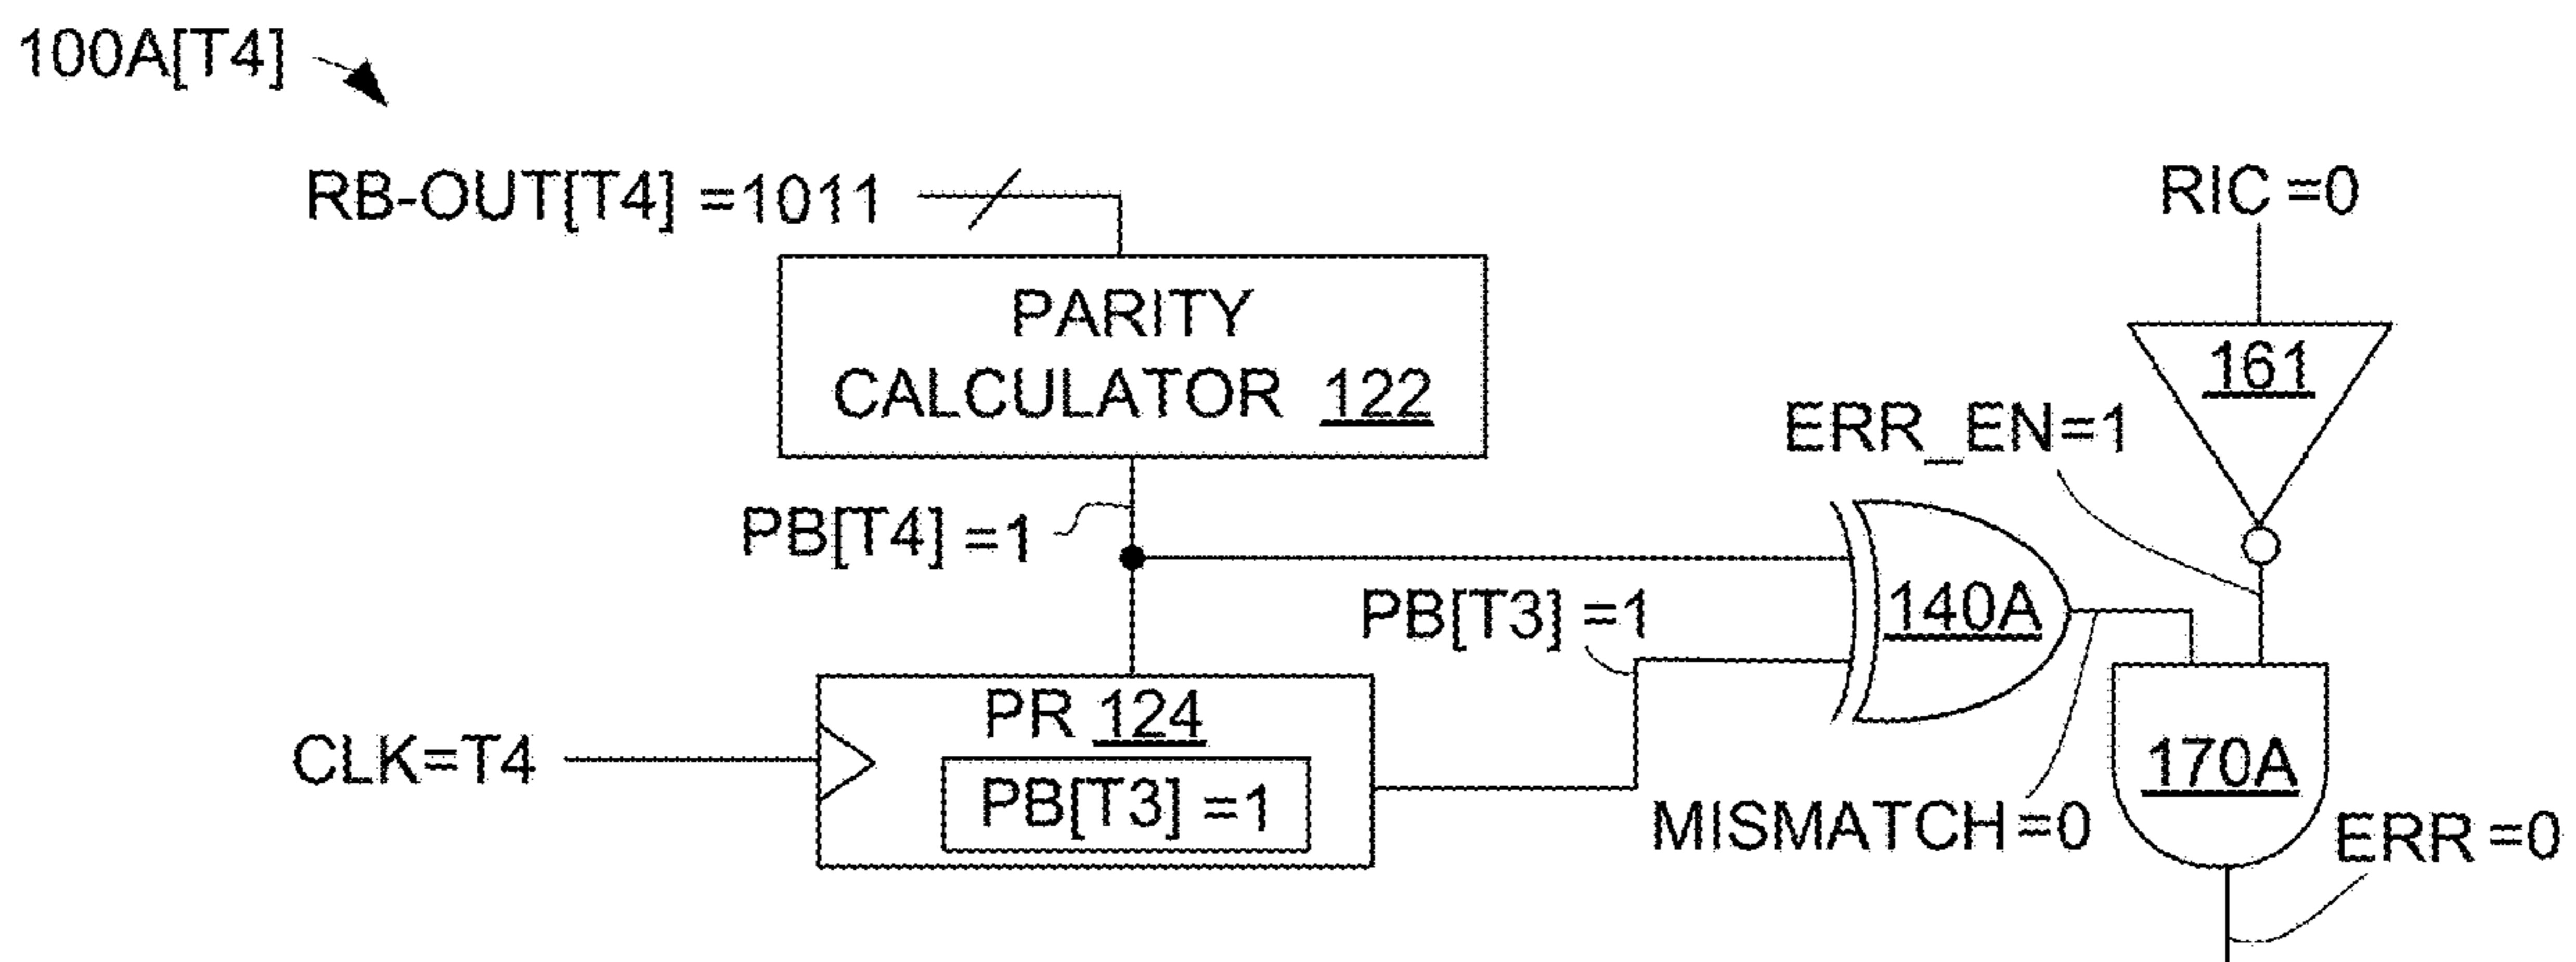 100A[T4]
RB-OUT[T4] =1011
RIC =0
PARITY
CALCULATOR 122
161
ERR_EN=1
PB[T4] =1
PB[T3] =1
140A
PR 124
CLK=T4
PB[T3] =1
170A
MISMATCH =0
ERR =0